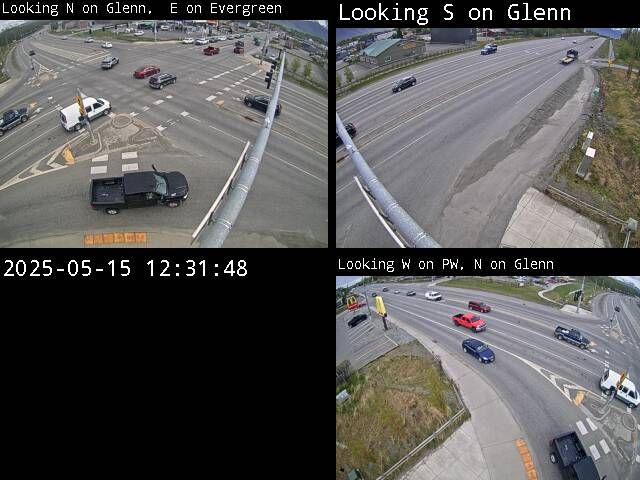 Looking N on Glenn, E on Evergreen
Looking S on Glenn
2025-05-15 12:31:48
Looking W on PW, N on Glenn